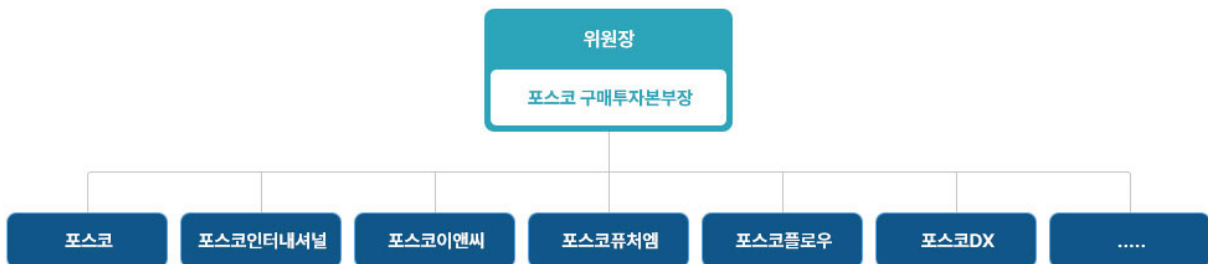 위원장
포스코 구매투자본부장
포스코
포스코인터내셔널
포스코이앤씨
포스코퓨처엠
포스코플로우
포스코DX
.....